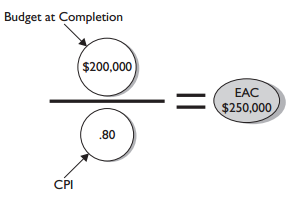 Budget at Completion
$200,000
.80
CPI
EAC
$250,000